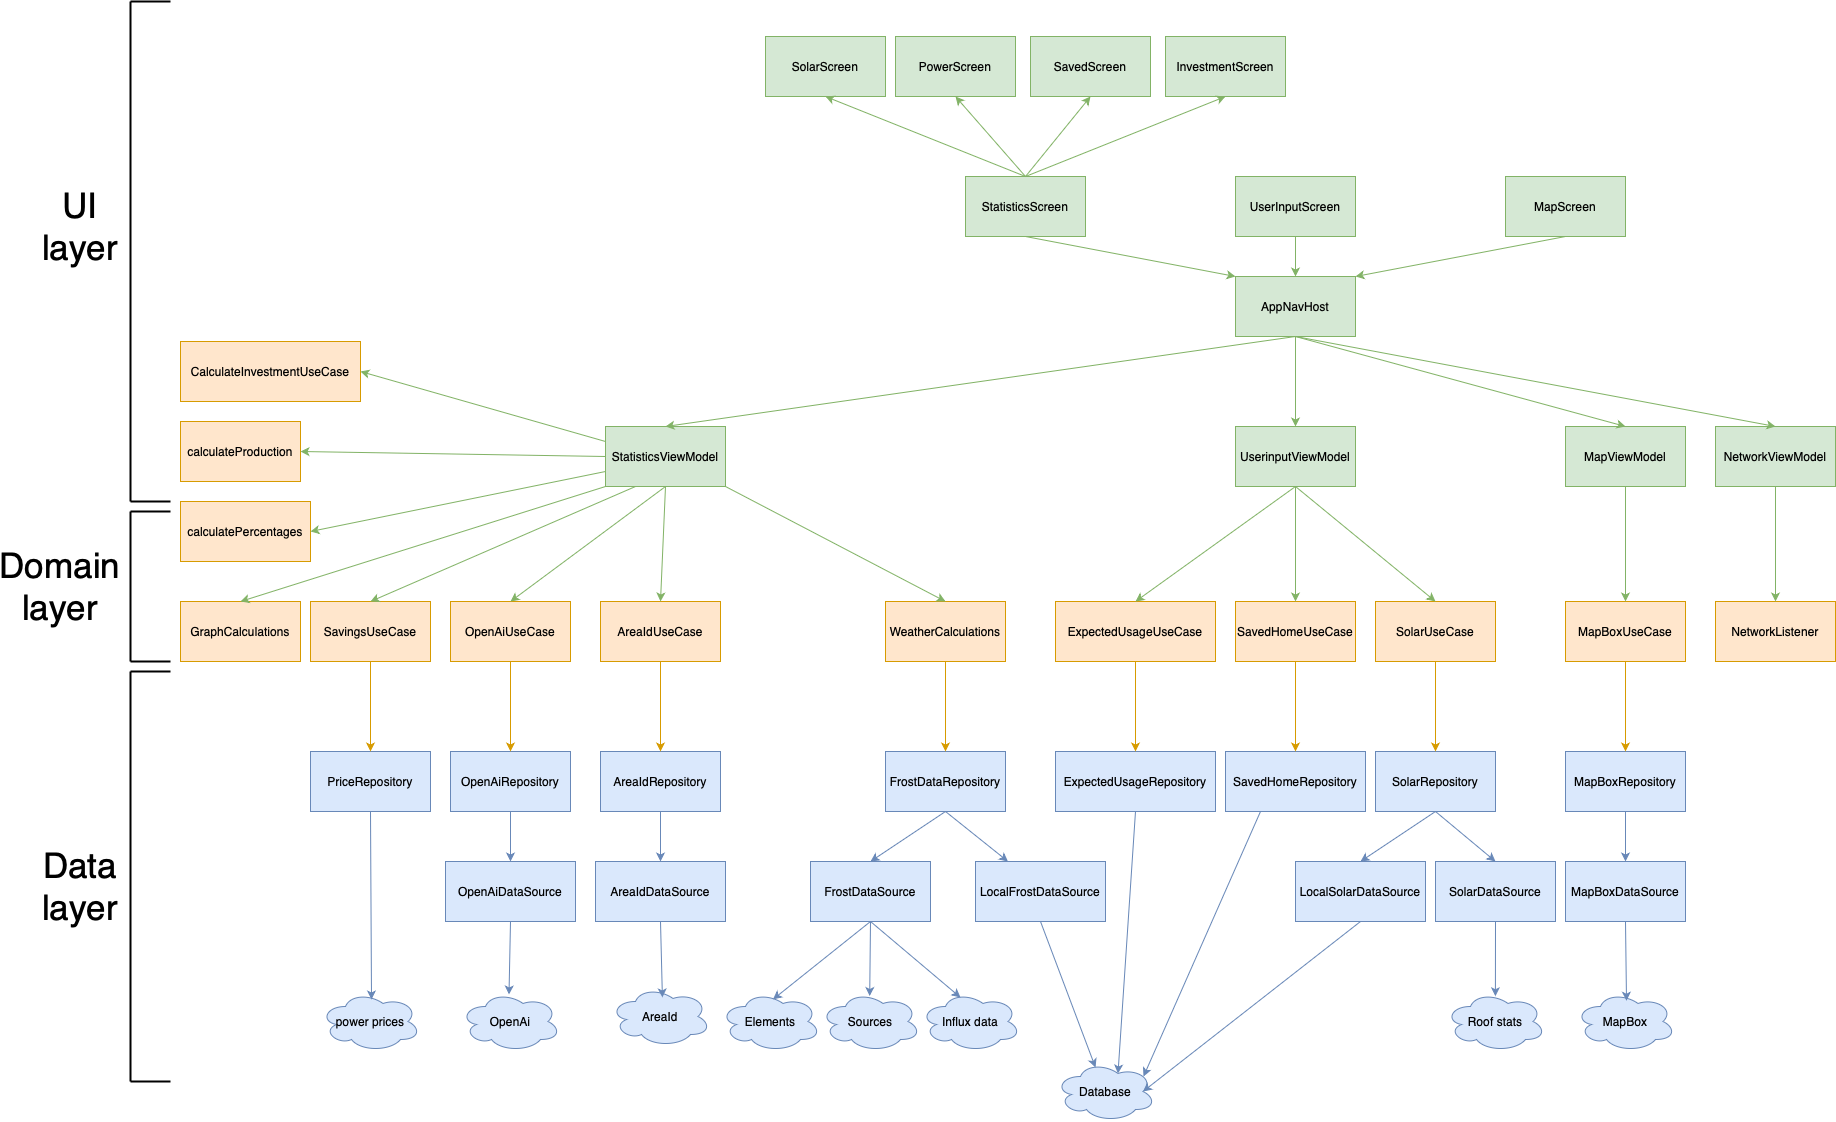 SolarScreen
PowerScreen
SavedScreen
InvestmentScreen
UI
layer
StatisticsScreen
UserInputScreen
MapScreen
AppNavHost
CalculateInvestmentUseCase
calculateProduction
StatisticsViewModel
UserinputViewModel
MapViewModel
NetworkViewModel
calculatePercentages
Domain
layer
GraphCalculations
SavingsUseCase
OpenAiUseCase
AreaIdUseCase
WeatherCalculations
ExpectedUsageUseCase
SavedHomeUseCase
SolarUseCase
MapBoxUseCase
NetworkListener
PriceRepository
OpenAiRepository
AreaIdRepository
FrostDataRepository
ExpectedUsageRepository
SavedHomeRepository
SolarRepository
MapBoxRepository
Data
layer
OpenAiDataSource
AreaIdDataSource
FrostDataSource
LocalFrostDataSource
LocalSolarDataSource
SolarDataSource
MapBoxDataSource
power prices
OpenAi
AreaId
Elements
Sources
Influx data
Roof stats
MapBox
Database